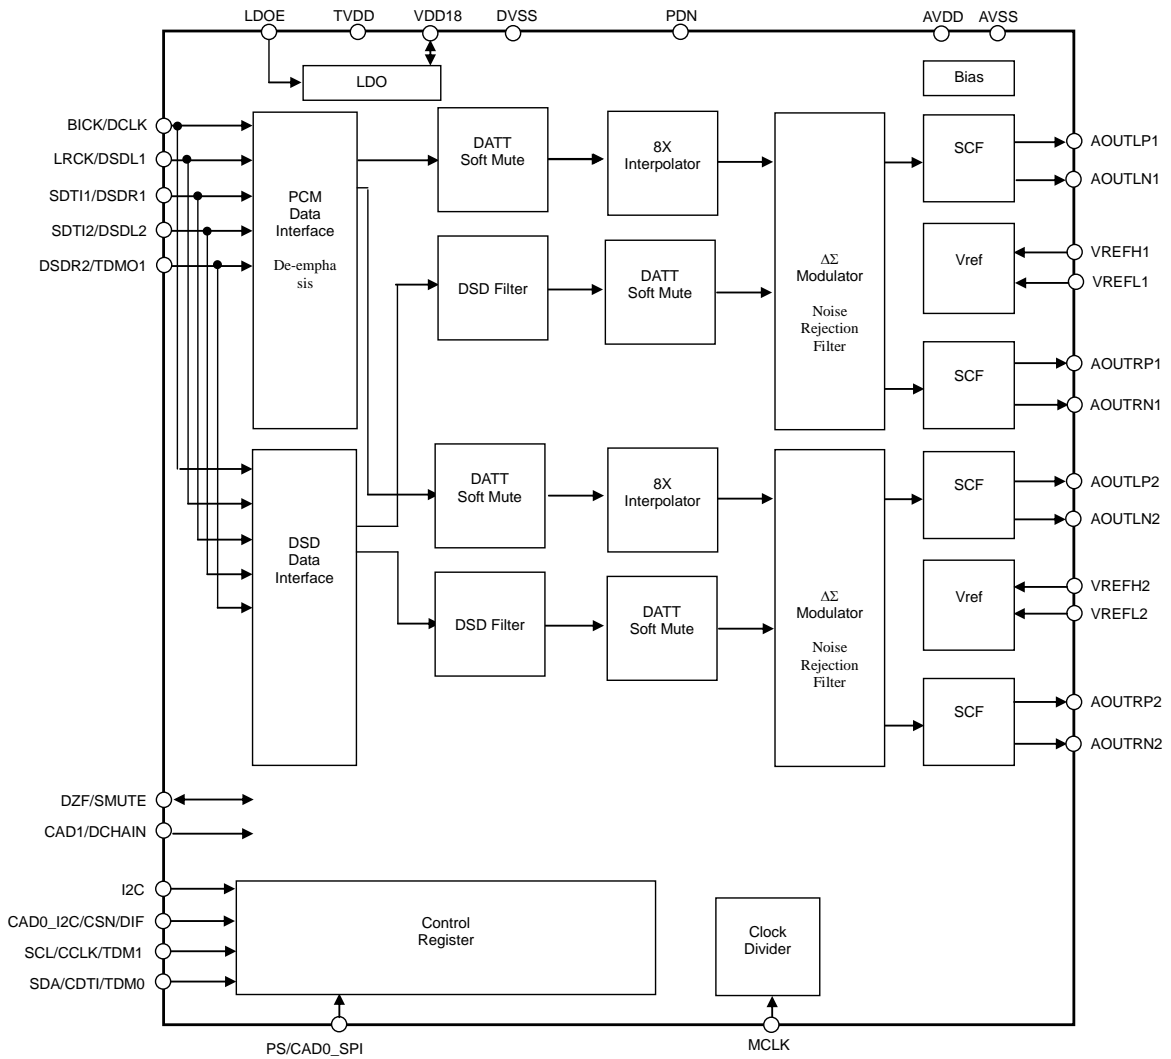 LDOE
TVDD
VDD18
DVSS
PDN
AVDD
AVSS
LDO
Bias
BICK/DCLK
LRCK/DSDL1
SDTI1/DSDR1
SDTI2/DSDL2
DSDR2/TDMO1
PCM
Data
Interface
De-empha
sis
DATT
Soft Mute
8X
Interpolator
DSD Filter
DATT
Soft Mute
ΔΣ
Modulator
Noise
Rejection
Filter
SCF
AOUTLP1
AOUTLN1
Vref
VREFH1
VREFL1
SCF
AOUTRP1
AOUTRN1
DSD
Data
Interface
DATT
Soft Mute
8X
Interpolator
DSD Filter
DATT
Soft Mute
ΔΣ
Modulator
Noise
Rejection
Filter
SCF
AOUTLP2
AOUTLN2
Vref
VREFH2
VREFL2
SCF
AOUTRP2
AOUTRN2
DZF/SMUTE
CAD1/DCHAIN
I2C
CAD0_I2C/CSN/DIF
SCL/CCLK/TDM1
SDA/CDTI/TDM0
Control
Register
Clock
Divider
PS/CAD0_SPI
MCLK